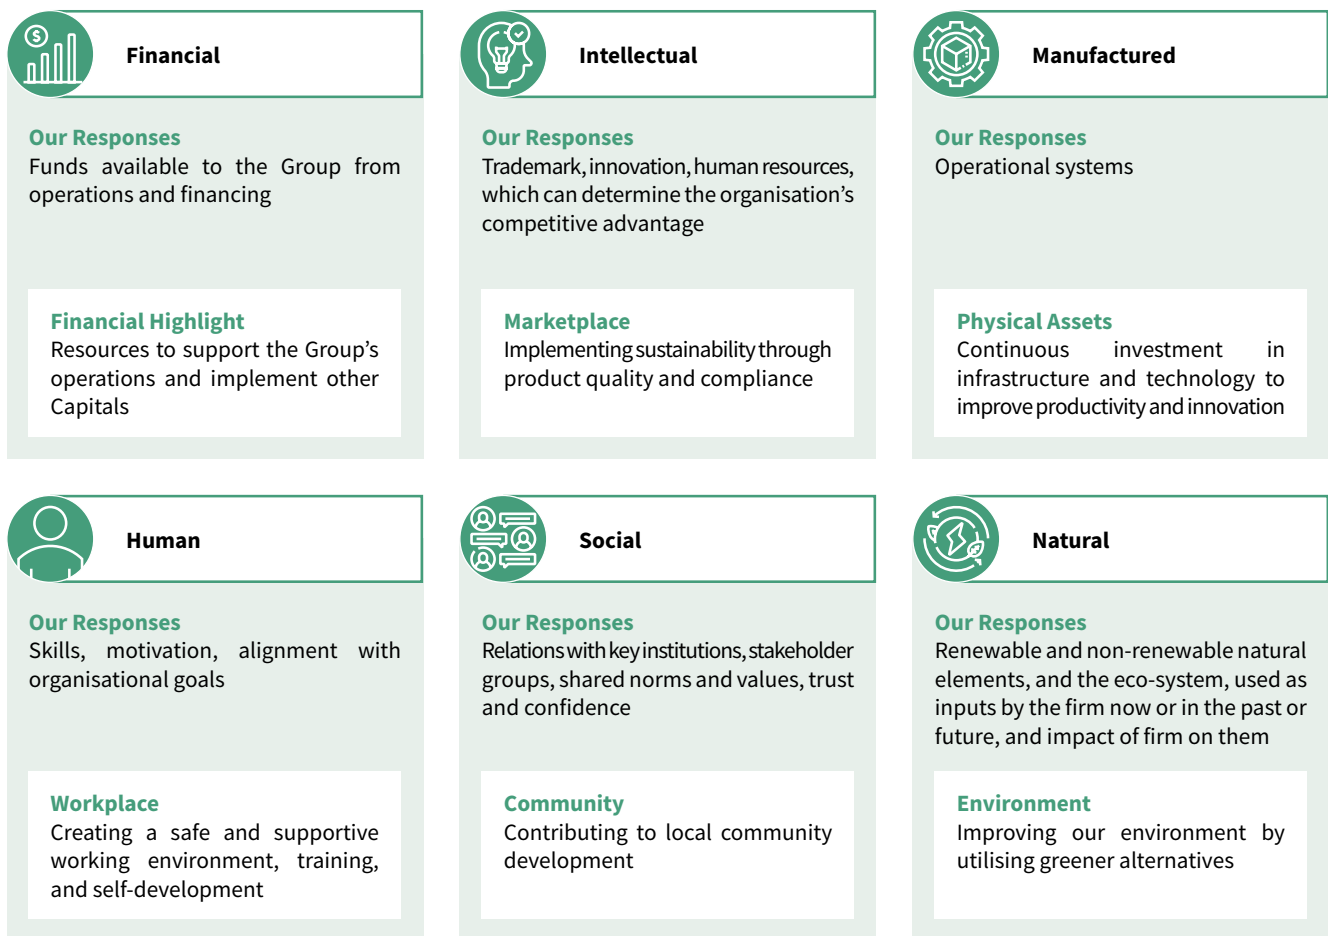 Financial
Our Responses
Funds available to the Group from
operations and financing
Financial Highlight
Resources to support the Group’s
operations and implement other
Capitals
Intellectual
Our Responses
Trademark, innovation, human resources,
which can determine the organisation’s
competitive advantage
Marketplace
Implementing sustainability through
product quality and compliance
Manufactured
Our Responses
Operational systems
Physical Assets
Continuous investment in
infrastructure and technology to
improve productivity and innovation
Human
Our Responses
Skills, motivation, alignment with
organisational goals
Workplace
Creating a safe and supportive
working environment, training,
and self-development
Social
Our Responses
Relations with key institutions, stakeholder
groups, shared norms and values, trust
and confidence
Community
Contributing to local community
development
Natural
Our Responses
Renewable and non-renewable natural
elements, and the eco-system, used as
inputs by the firm now or in the past or
future, and impact of firm on them
Environment
Improving our environment by
utilising greener alternatives